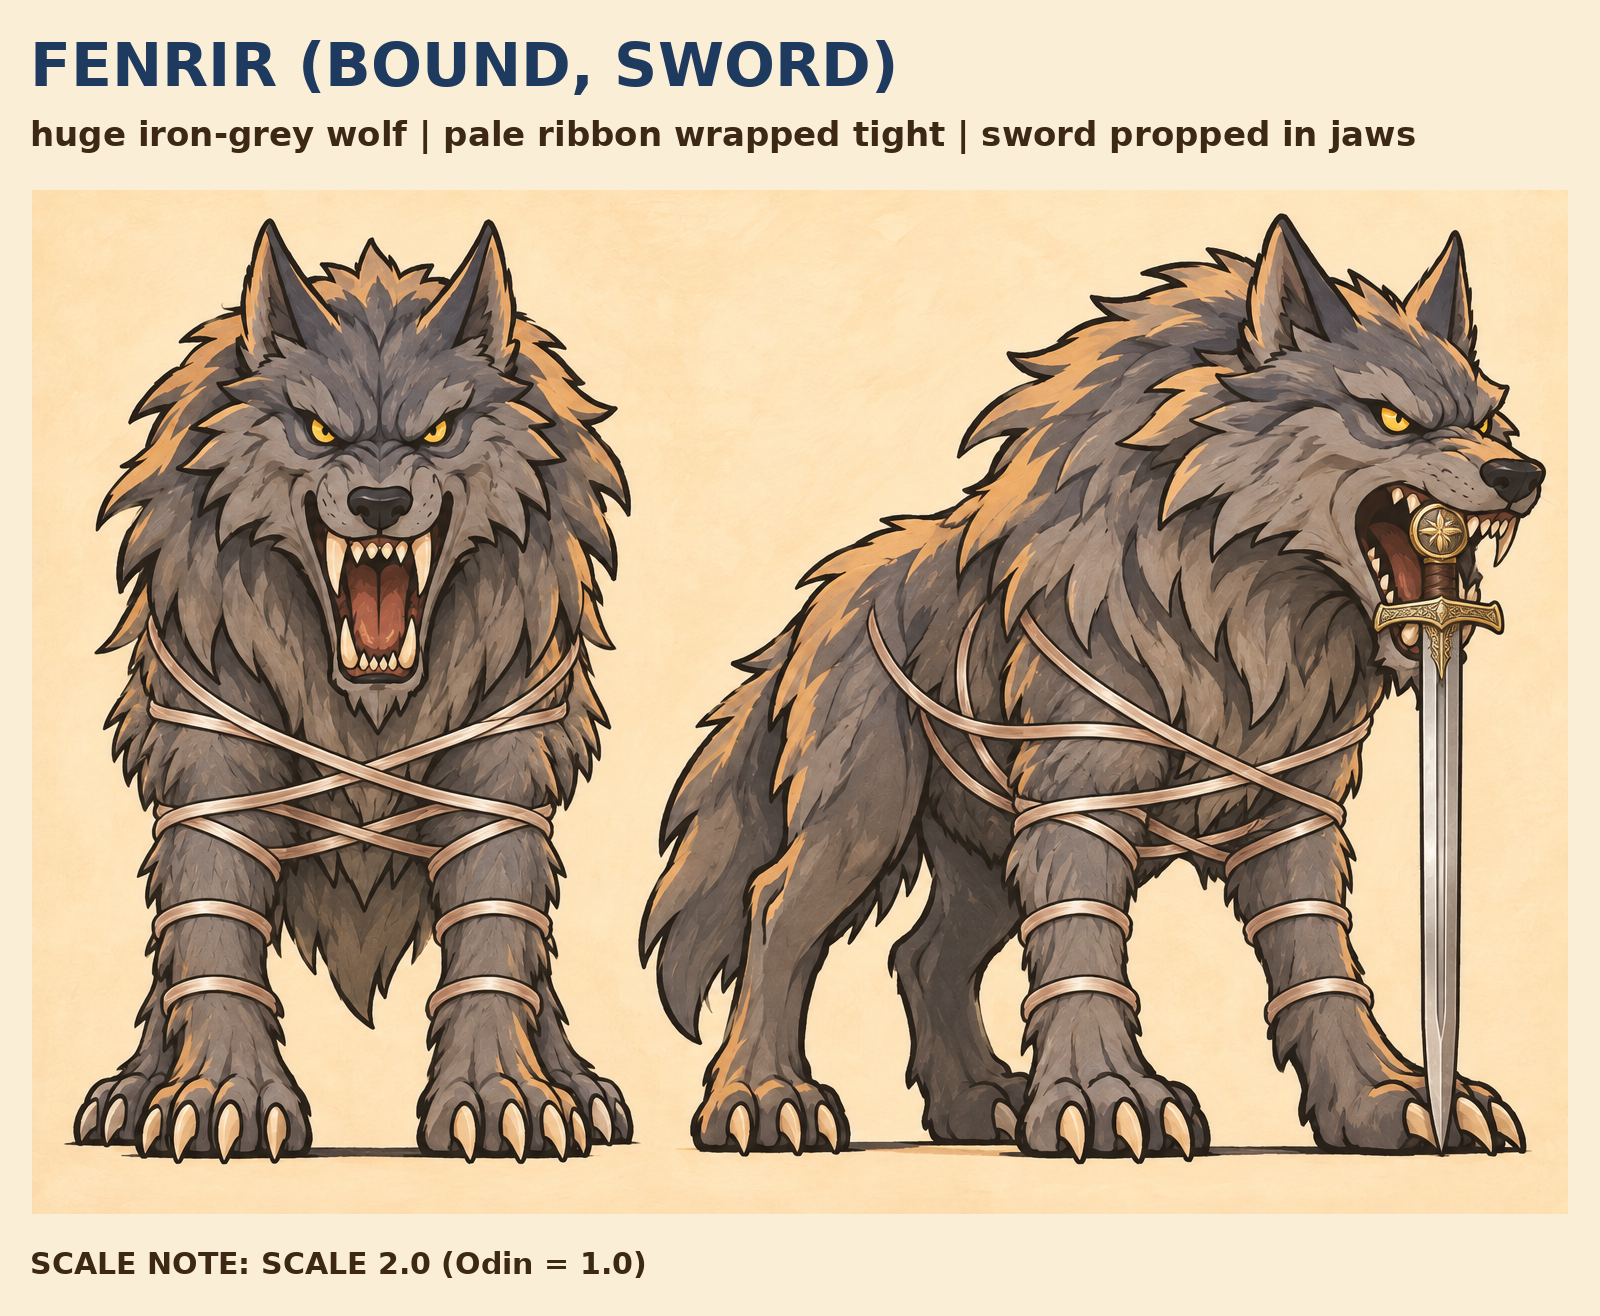 FENRIR (BOUND, SWORD)
huge iron-grey wolf | pale ribbon wrapped tight | sword propped in jaws
SCALE NOTE: SCALE 2.0 (Odin = 1.0)